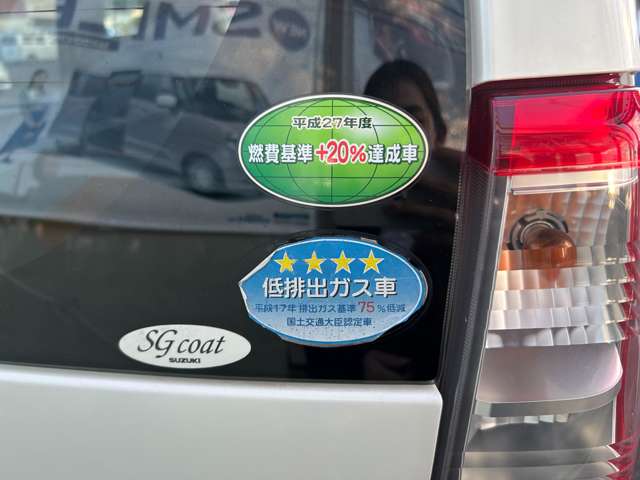 平成27年度
燃費基準+20%達成車
★★★★
低排出ガス車
平成17年排出ガス基準75%低減
国土交通大臣認定車
SG coat
SUZUKI